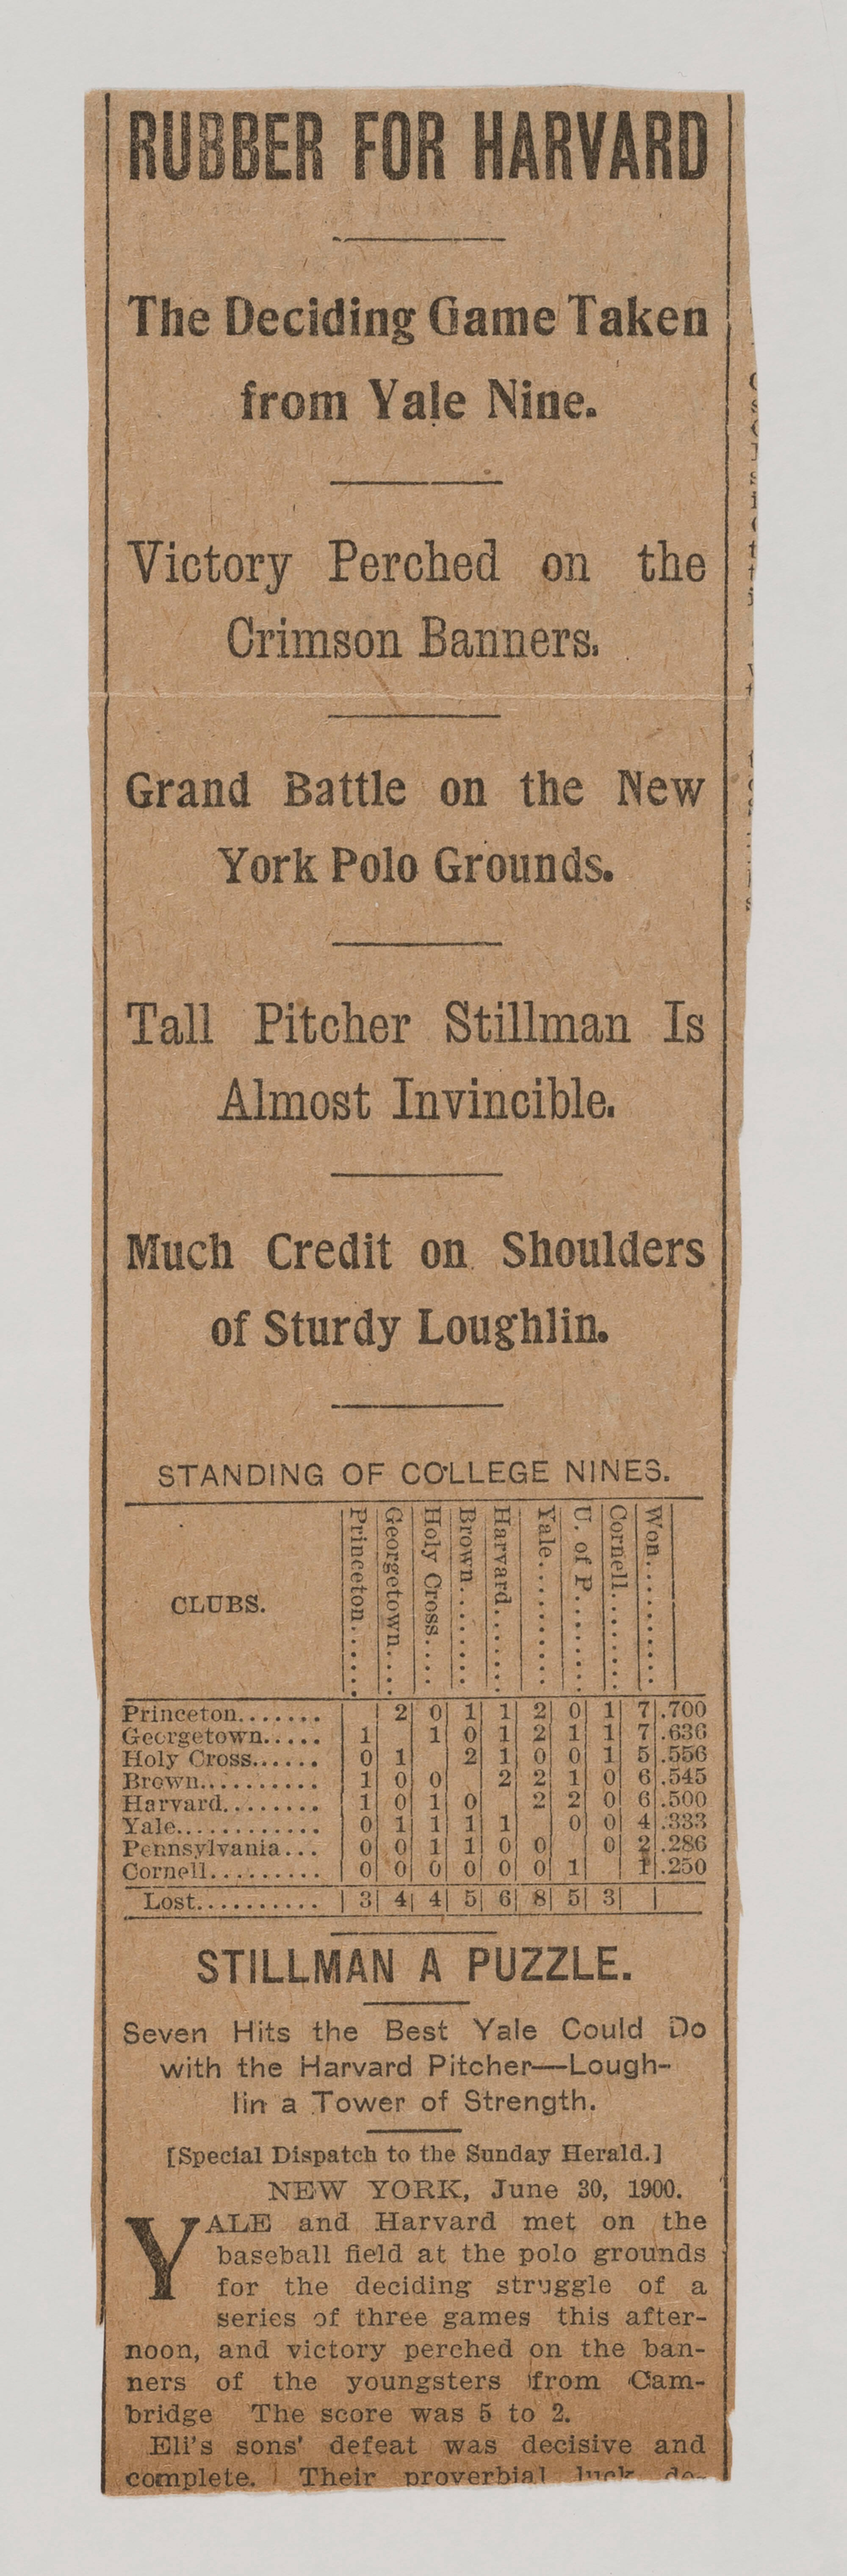 RUBBER FOR HARVARD
The Deciding Game Taken
from Yale Nine.
Victory Perched on the
Crimson Banners.
Grand Battle on the New
York Polo Grounds.
Tall Pitcher Stillman Is
Almost Invincible.
Much Credit on Shoulders
of Sturdy Loughlin.
STANDING OF COLLEGE NINES.
CLUBS. Princeton...... Georgetown.... Holy Cross.... Brown........ Harvard....... Yale.......... U. of P........ Cornell........ Won..........
Princeton....... 2 0 1 1 2 0 1 7 .700
Georgetown..... 1 1 0 1 2 1 1 7 .636
Holy Cross...... 0 1 2 1 0 0 1 5 .556
Brown.......... 1 0 0 2 2 1 0 6 .545
Harvard........ 1 0 1 0 2 2 0 6 .500
Yale............ 0 1 1 1 1 0 0 4 .333
Pennsylvania... 0 0 1 1 0 0 0 2 .286
Cornell......... 0 0 0 0 0 0 1 1 .250
Lost.......... 3 4 4 5 6 8 5 3
STILLMAN A PUZZLE.
Seven Hits the Best Yale Could Do
with the Harvard Pitcher—Lough-
lin a Tower of Strength.
[Special Dispatch to the Sunday Herald.]
NEW YORK, June 30, 1900.
YALE and Harvard met on the
baseball field at the polo grounds
for the deciding struggle of a
series of three games this after-
noon, and victory perched on the ban-
ners of the youngsters from Cam-
bridge The score was 5 to 2.
Eli's sons' defeat was decisive and
complete. Their proverbial luck de-